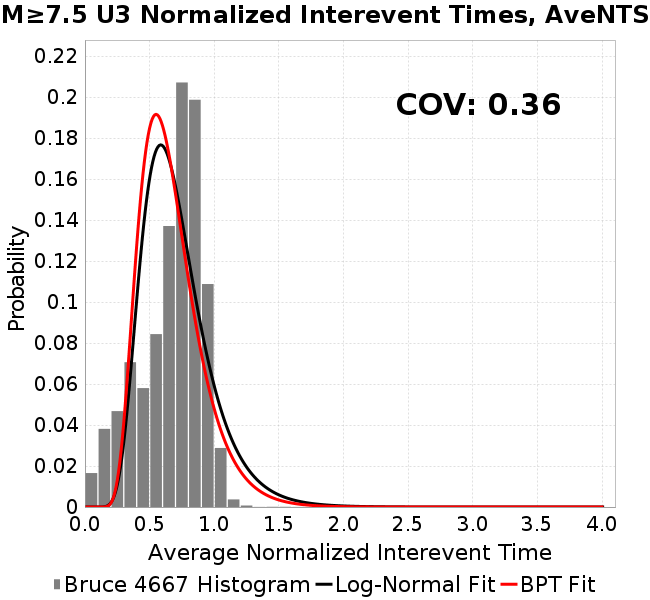 M≥7.5 U3 Normalized Interevent Times, AveNTS
COV: 0.36
Probability
0.22
0.2
0.18
0.16
0.14
0.12
0.1
0.08
0.06
0.04
0.02
0
0.0 0.5 1.0 1.5 2.0 2.5 3.0 3.5 4.0
Average Normalized Interevent Time
Bruce 4667 Histogram Log-Normal Fit BPT Fit